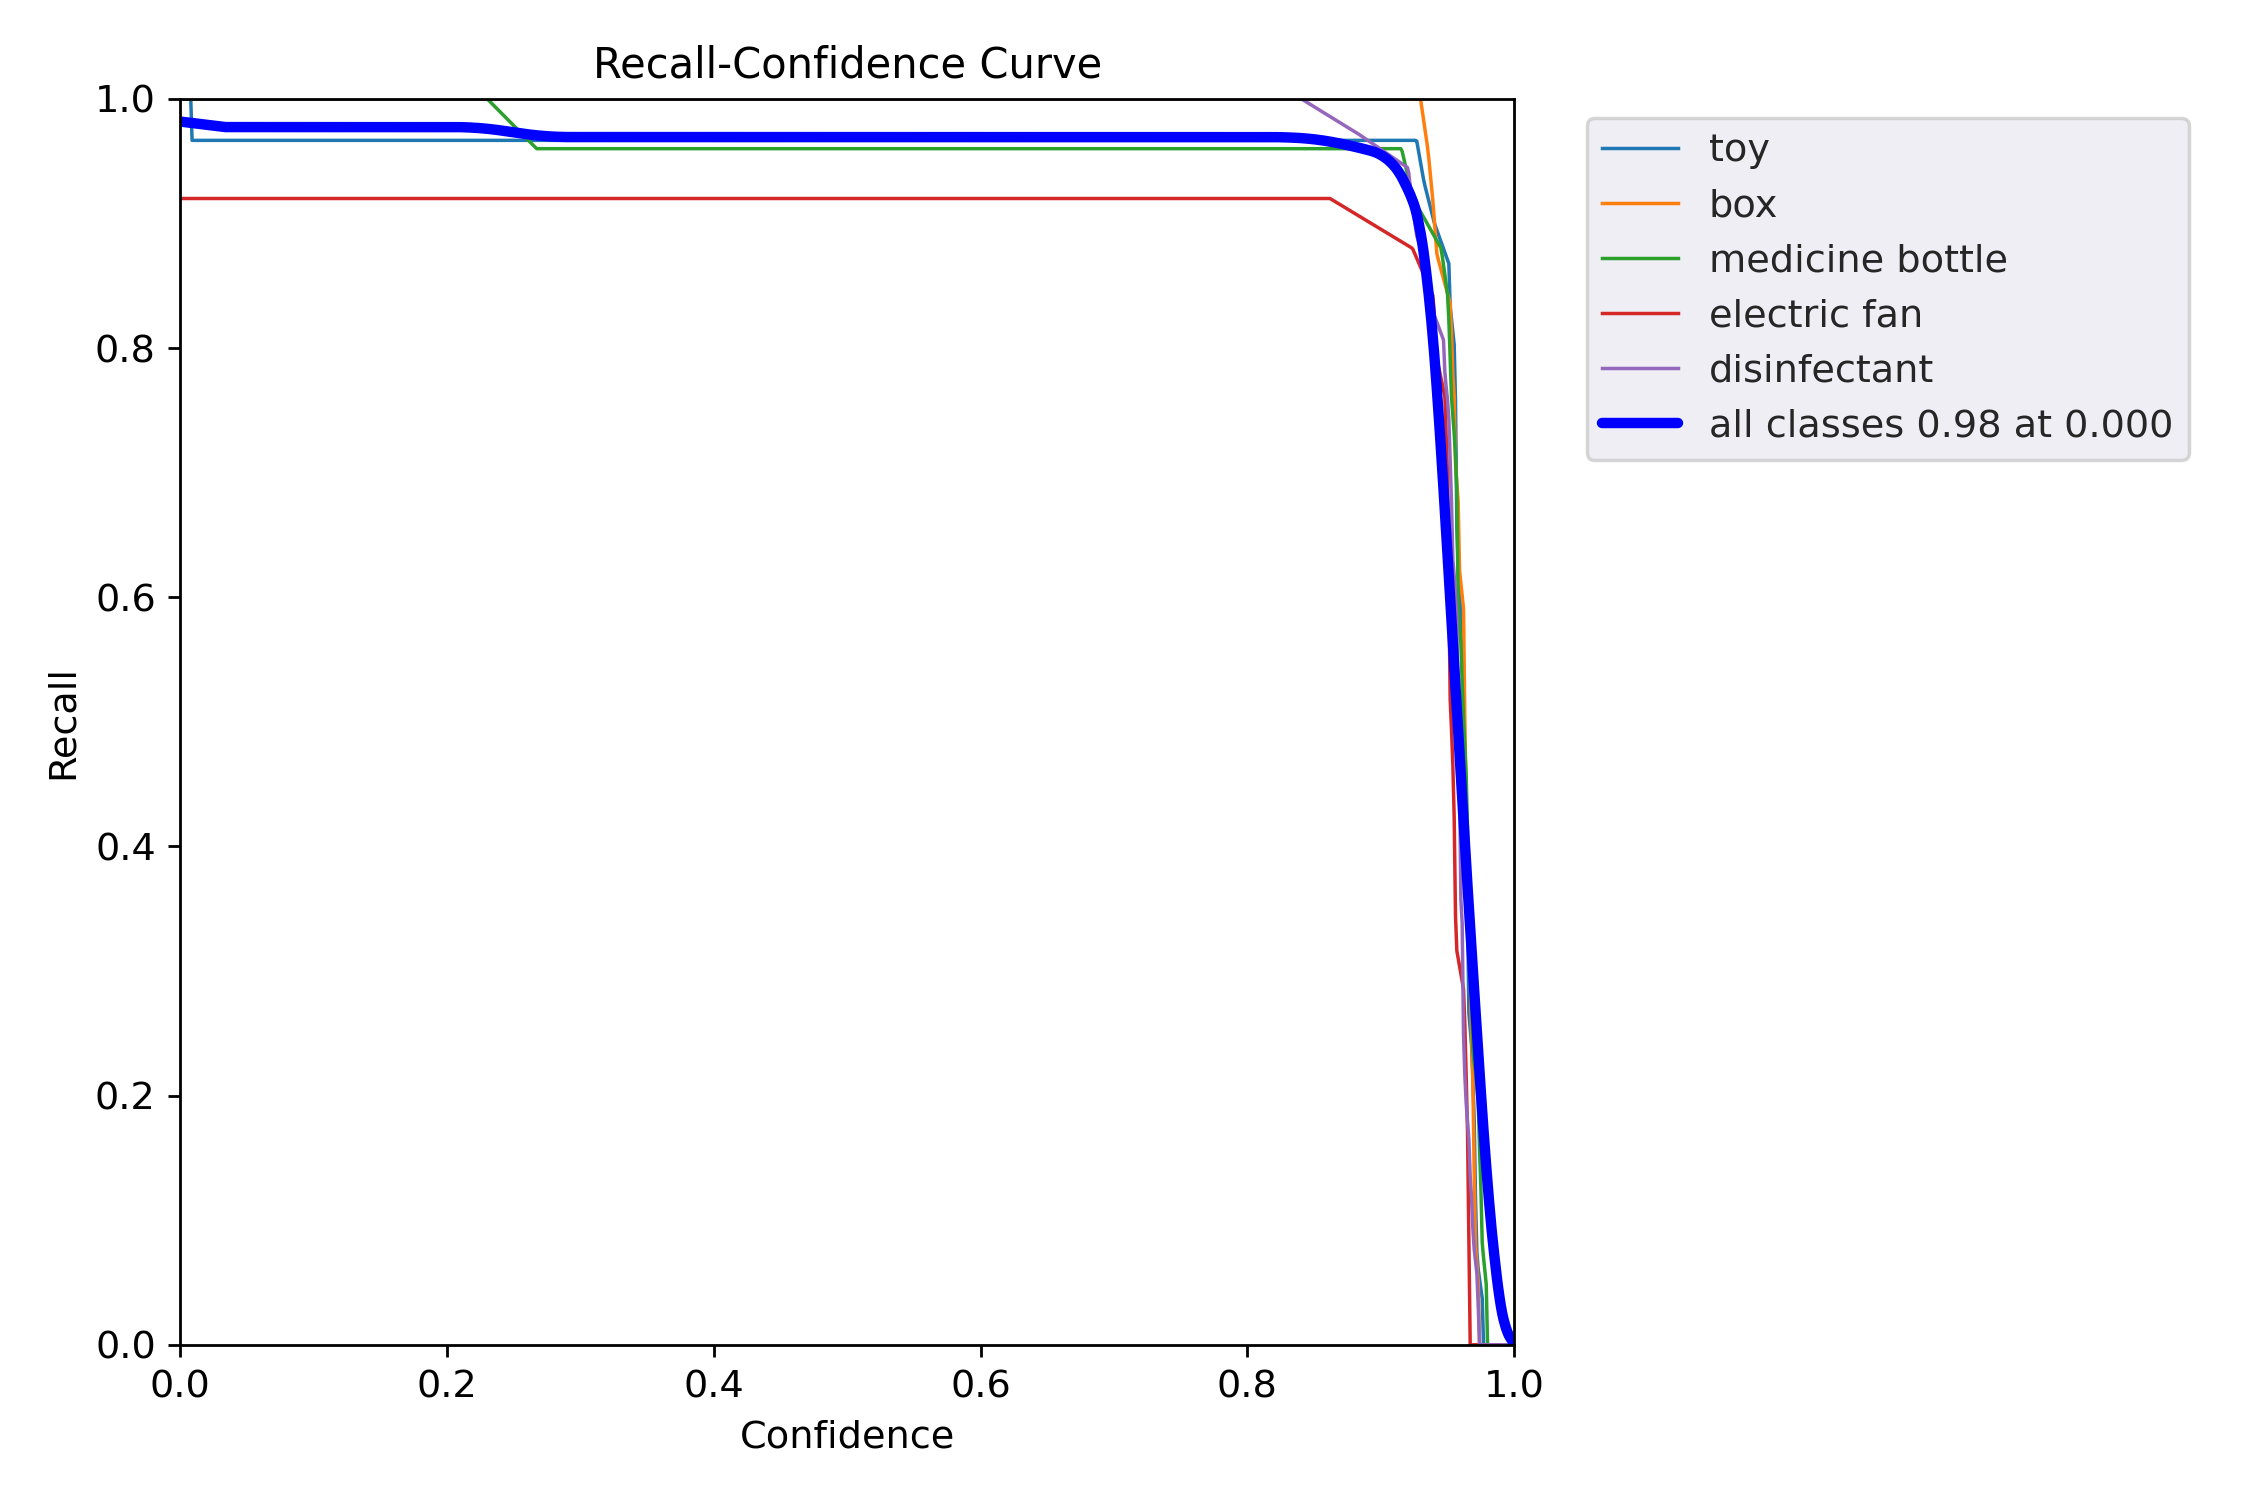 Recall-Confidence Curve
1.0
0.8
0.6
0.4
0.2
0.0
Recall
0.0 0.2 0.4 0.6 0.8 1.0
Confidence
toy
box
medicine bottle
electric fan
disinfectant
all classes 0.98 at 0.000